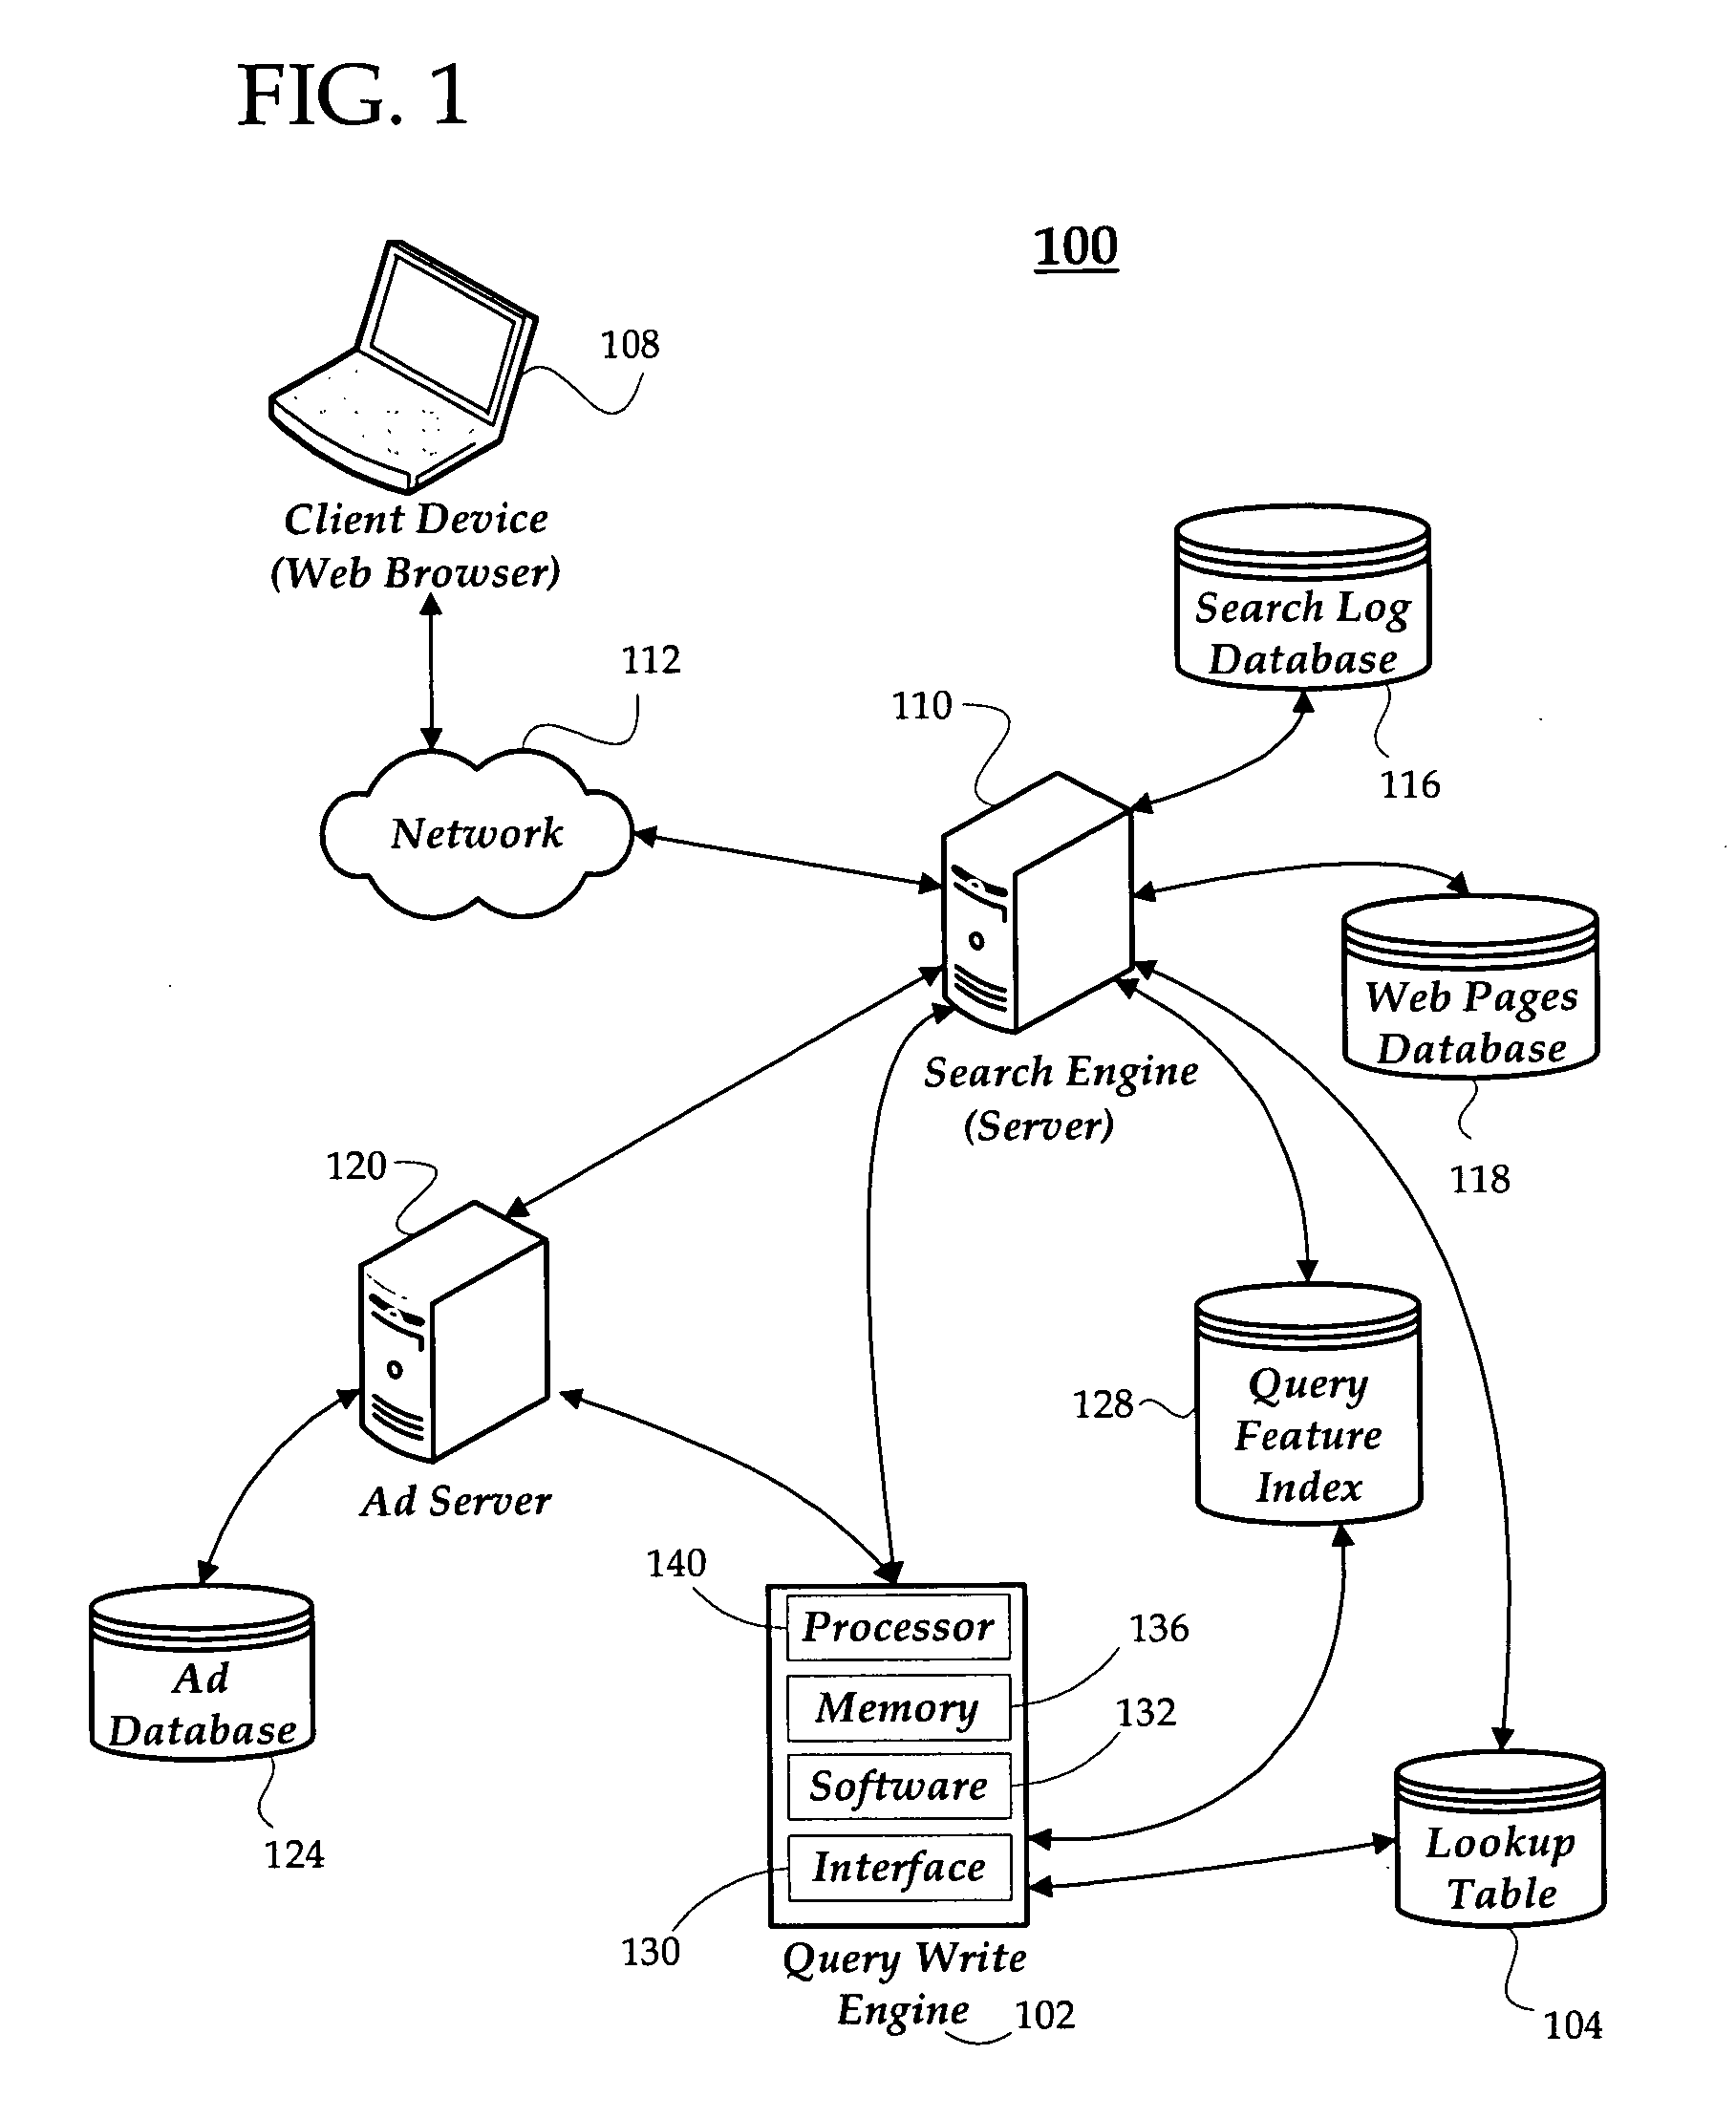 FIG. 1
100
108
Client Device
(Web Browser)
Search Log
Database
112
110
116
Network
Web Pages
Database
Search Engine
(Server)
118
120
128
Query
Feature
Index
Ad Server
140
Processor
136
Memory
132
Software
Ad
Database
124
Interface
130
Lookup
Table
Query Write
Engine
102
104